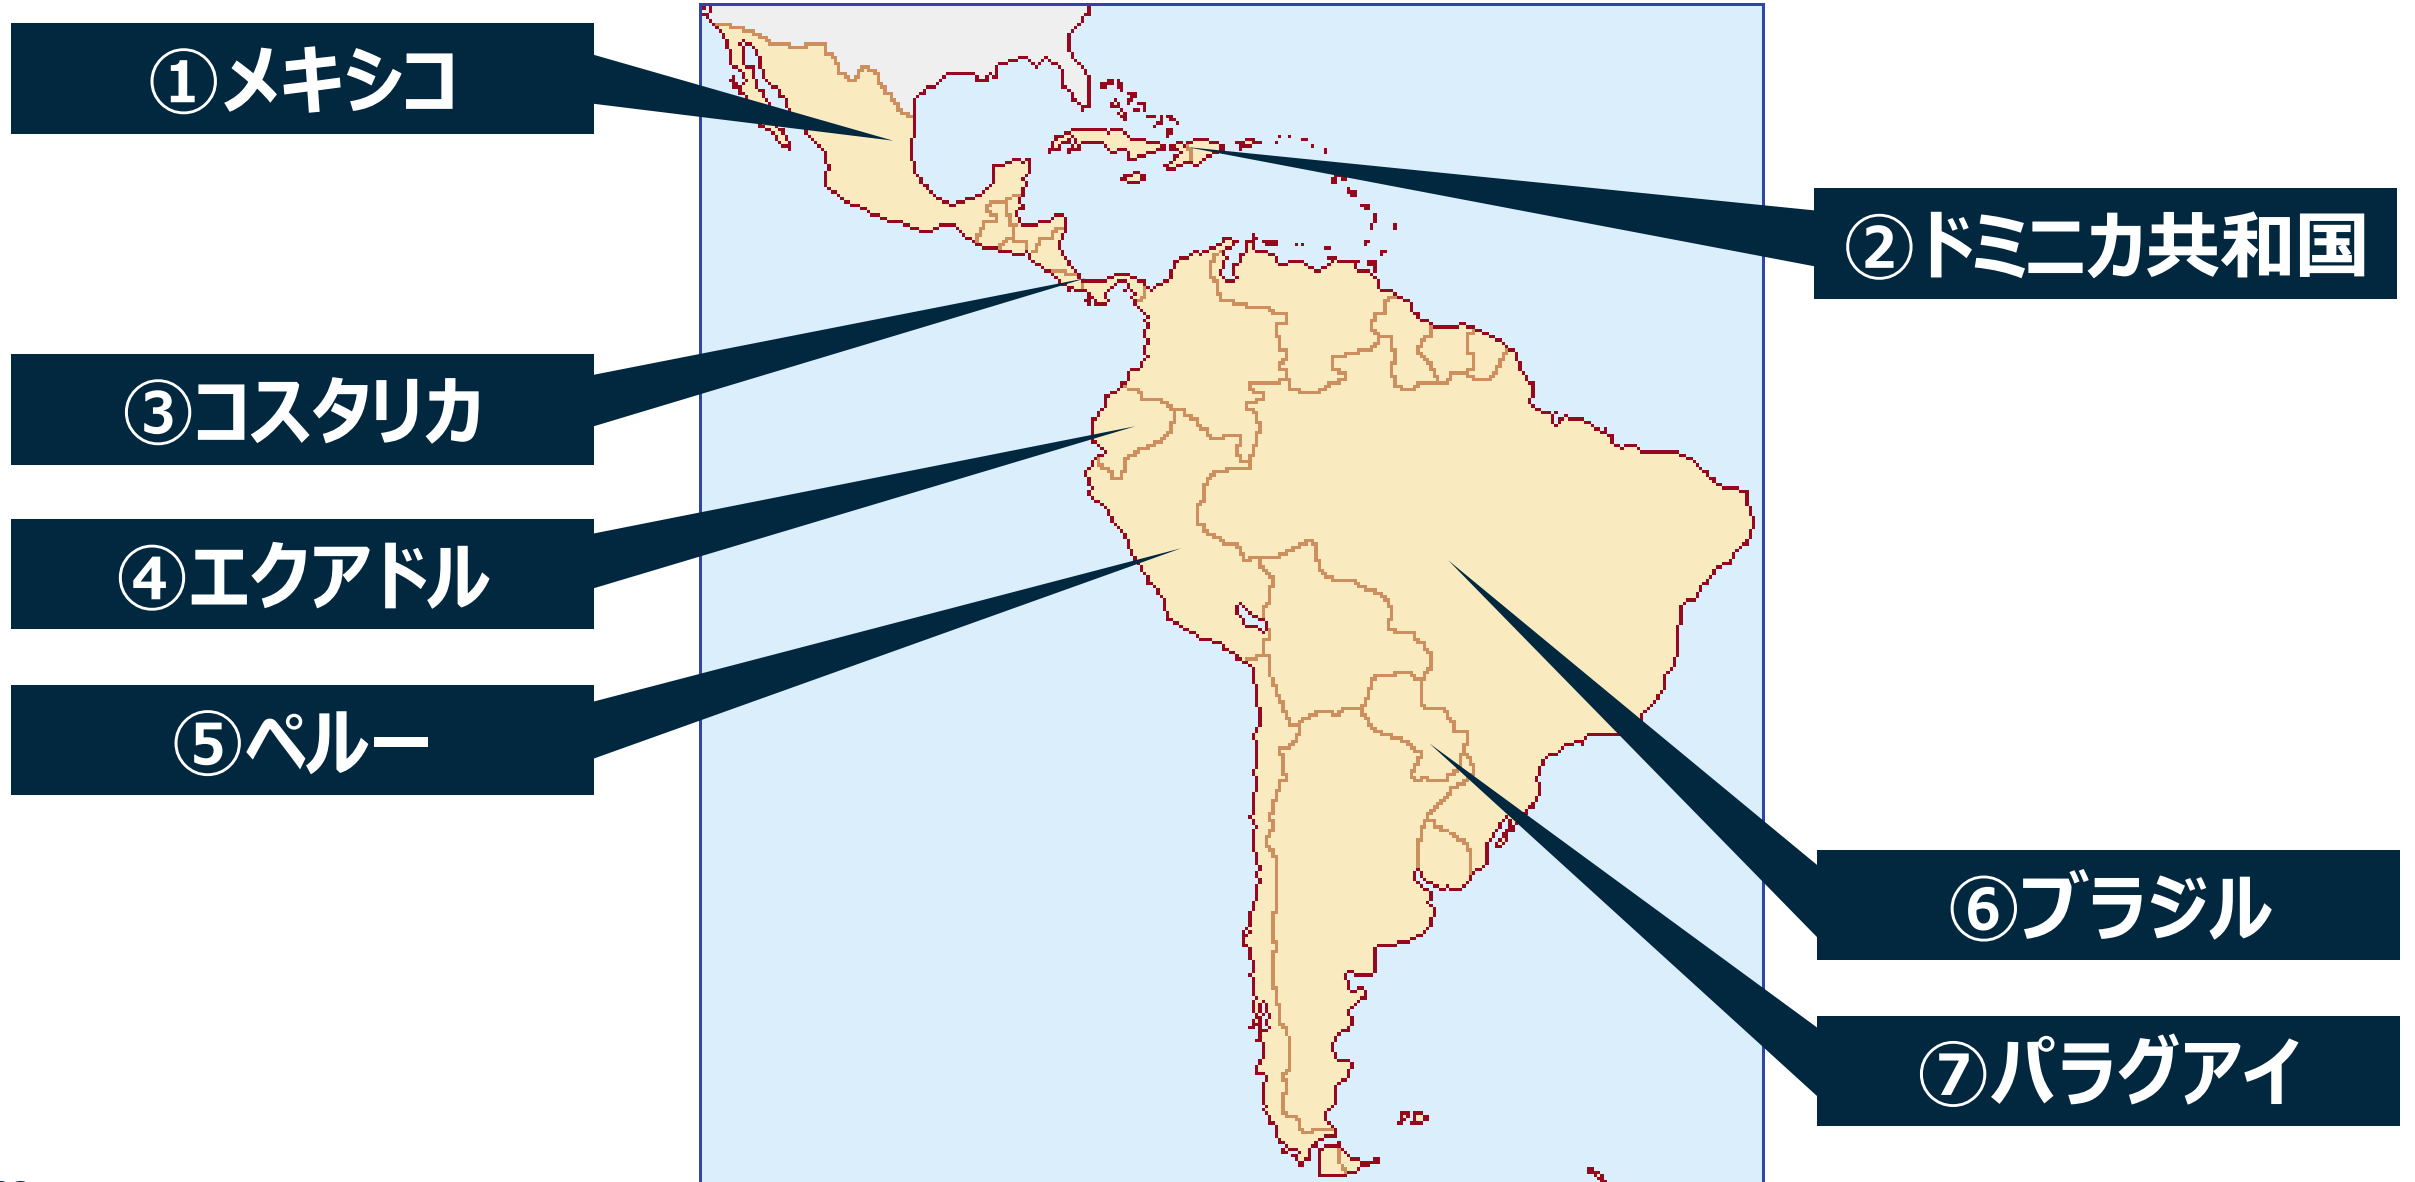 ①メキシコ
②ドミニカ共和国
③コスタリカ
④エクアドル
⑤ペルー
⑥ブラジル
⑦パラグアイ